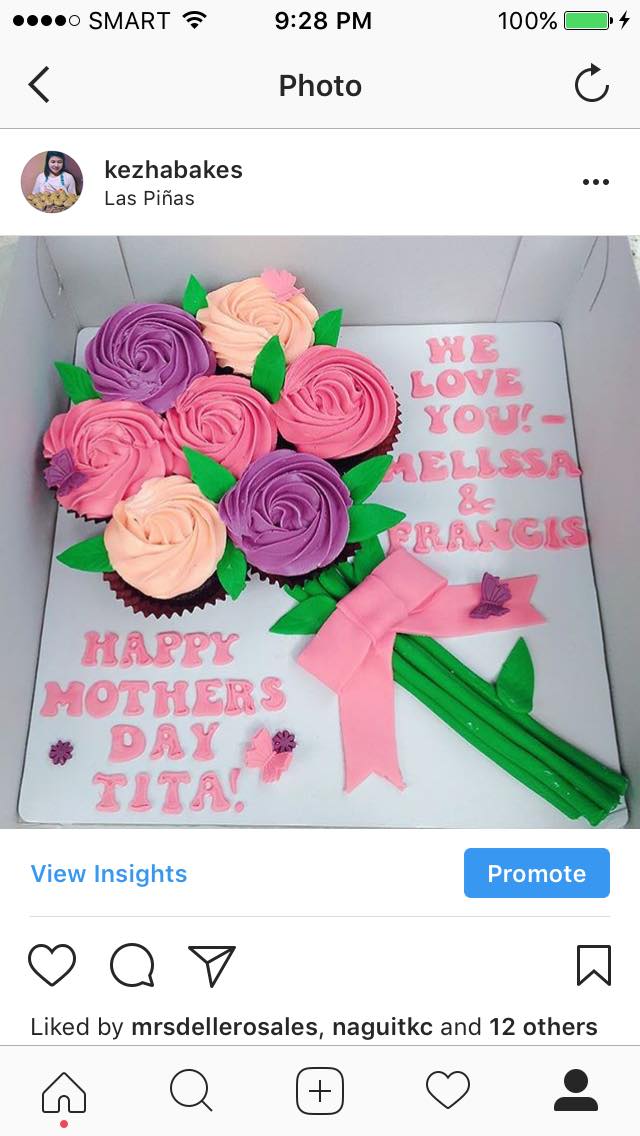 SMART 9:28 PM 100%
Photo
kezhabakes
Las Piñas
WE
LOVE
YOU!-
MELISSA
&
FRANCIS
HAPPY
MOTHERS
DAY
TITA!
View Insights Promote
Liked by mrsdellerosales, naguitkc and 12 others